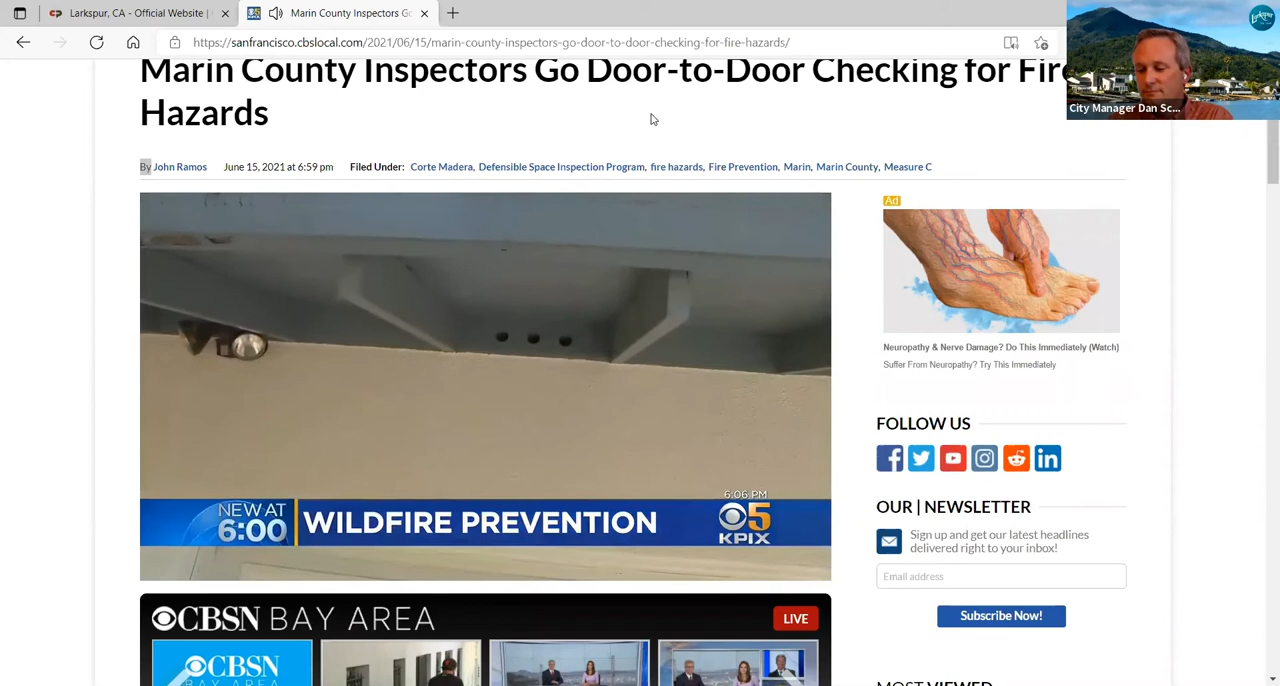 Larkspur, CA - Official Website |
Marin County Inspectors Go
https://sanfrancisco.cbslocal.com/2021/06/15/marin-county-inspectors-go-door-to-door-checking-for-fire-hazards/
Larkspur
City Manager Dan Sc...
Marin County Inspectors Go Door-to-Door Checking for Fire
Hazards
By John Ramos June 15, 2021 at 6:59 pm Filed Under: Corte Madera, Defensible Space Inspection Program, fire hazards, Fire Prevention, Marin, Marin County, Measure C
Ad
Neuropathy & Nerve Damage? Do This Immediately (Watch)
Suffer From Neuropathy? Try This Immediately
FOLLOW US
6:06 PM
NEW AT
6:00
WILDFIRE PREVENTION
5
KPIX
OUR | NEWSLETTER
Sign up and get our latest headlines
delivered right to your inbox!
Email address
Subscribe Now!
CBSN BAY AREA
LIVE
CBSN
BAY AREA
MOST VIEWED